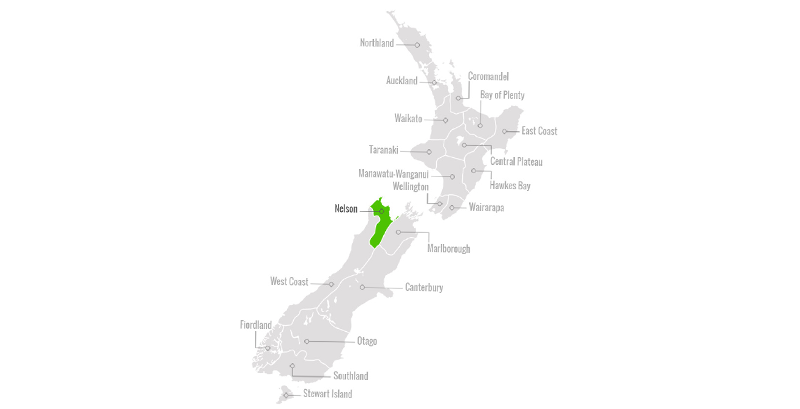 Northland
Auckland
Coromandel
Bay of Plenty
Waikato
East Coast
Taranaki
Central Plateau
Manawatu-Wanganui
Hawkes Bay
Wellington
Nelson
Wairarapa
Marlborough
West Coast
Canterbury
Fiordland
Otago
Southland
Stewart Island